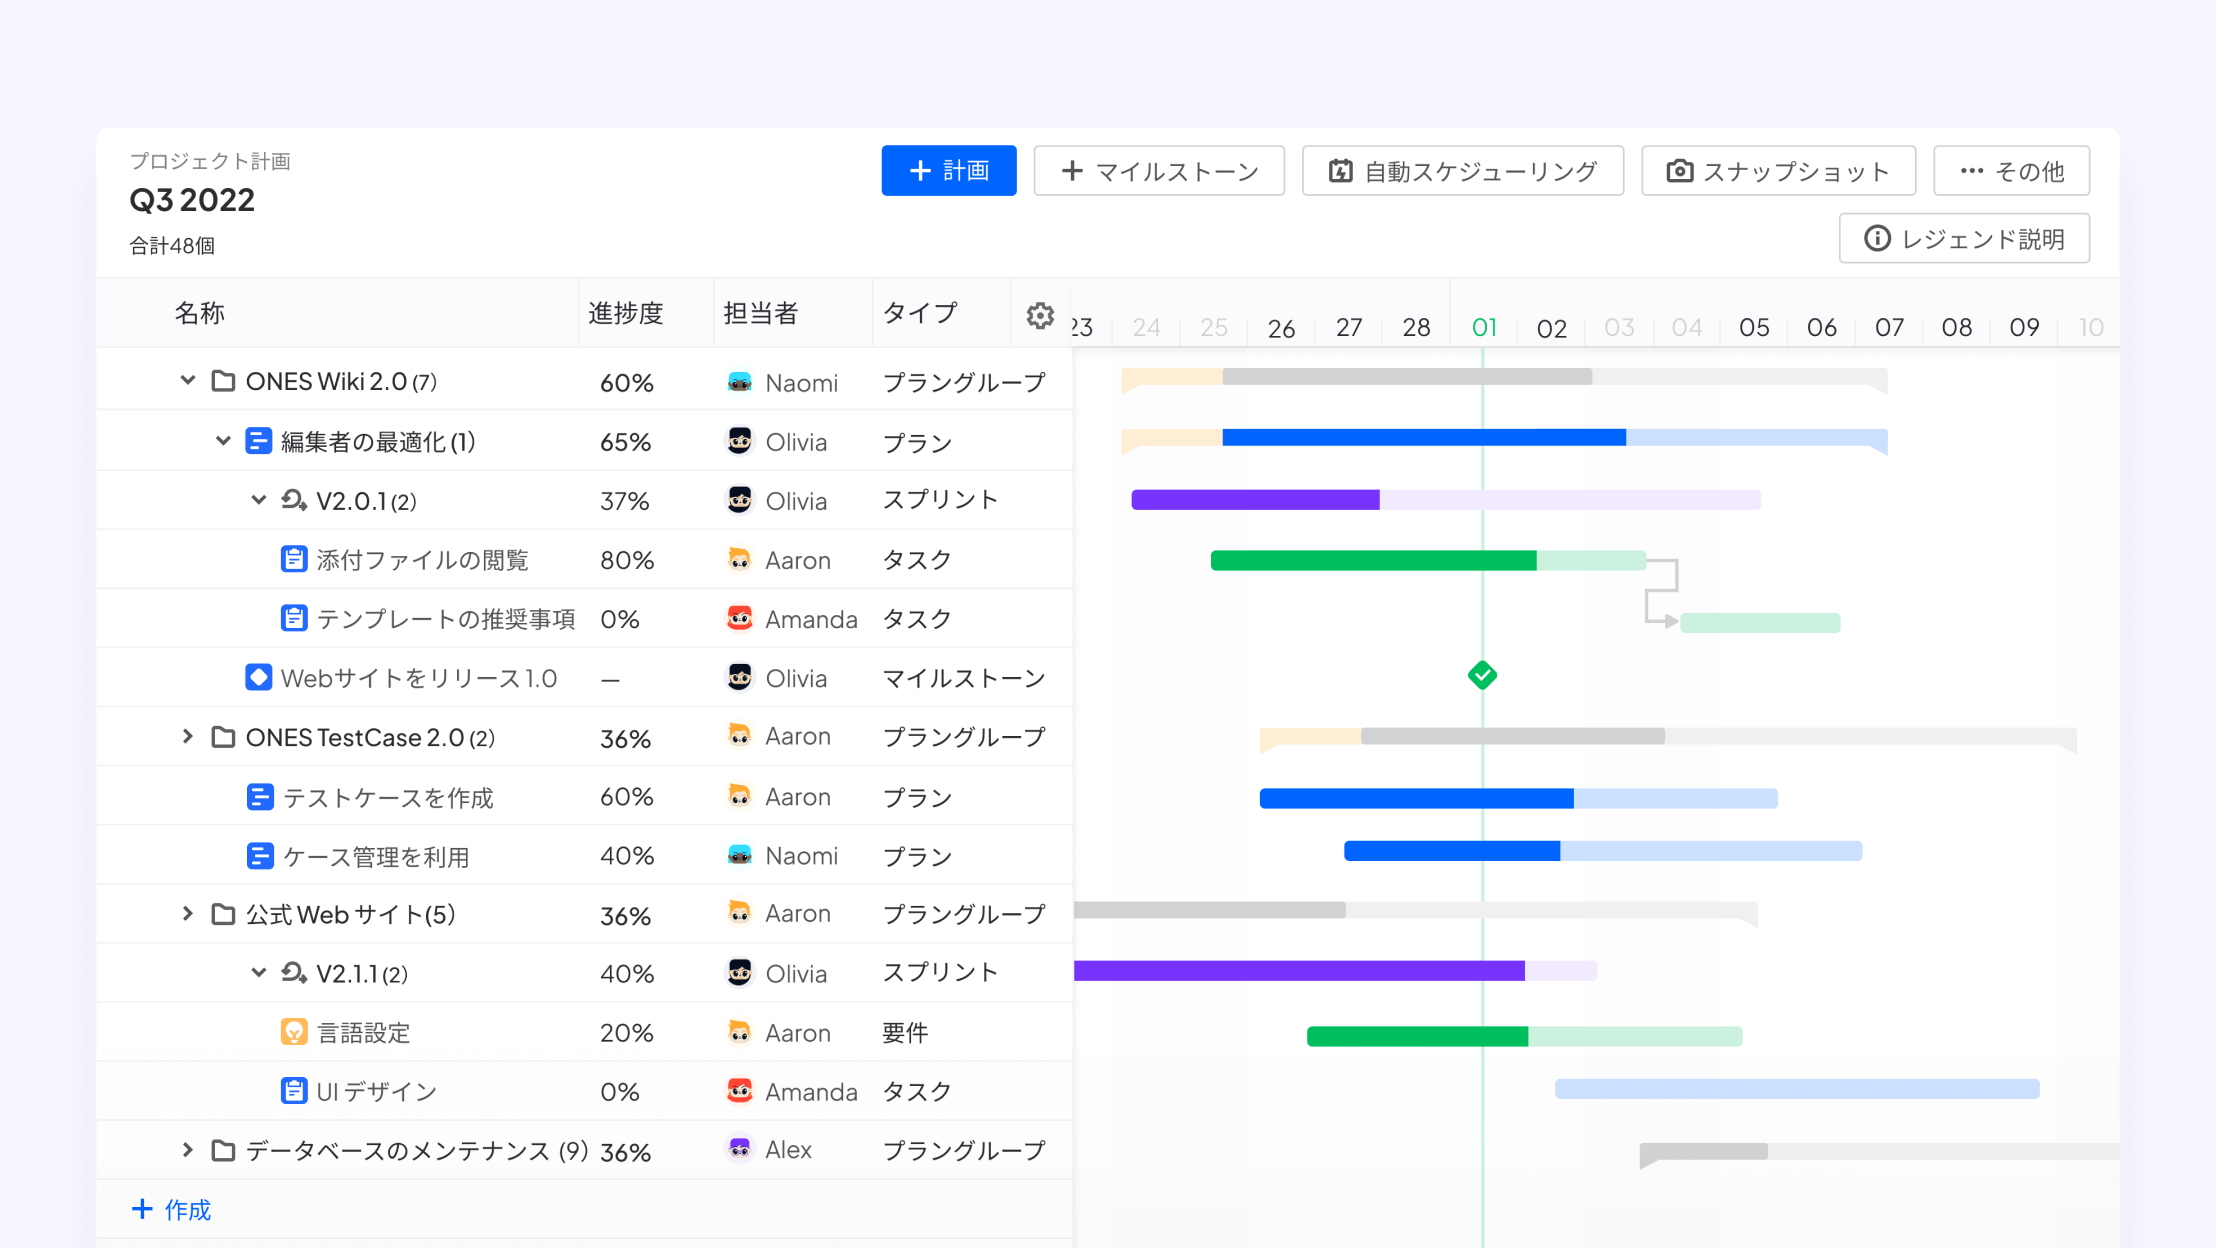 プロジェクト計画
Q3 2022
合計48個
計画
マイルストーン
自動スケジューリング
スナップショット
その他
レジェンド説明
名称 進捗度 担当者 タイプ
23 24 25 26 27 28 01 02 03 04 05 06 07 08 09 10
ONES Wiki 2.0 (7) 60% Naomi プラングループ
編集者の最適化 (1) 65% Olivia プラン
V2.0.1 (2) 37% Olivia スプリント
添付ファイルの閲覧 80% Aaron タスク
テンプレートの推奨事項 0% Amanda タスク
Webサイトをリリース 1.0 — Olivia マイルストーン
ONES TestCase 2.0 (2) 36% Aaron プラングループ
テストケースを作成 60% Aaron プラン
ケース管理を利用 40% Naomi プラン
公式 Web サイト(5) 36% Aaron プラングループ
V2.1.1 (2) 40% Olivia スプリント
言語設定 20% Aaron 要件
UI デザイン 0% Amanda タスク
データベースのメンテナンス (9) 36% Alex プラングループ
作成